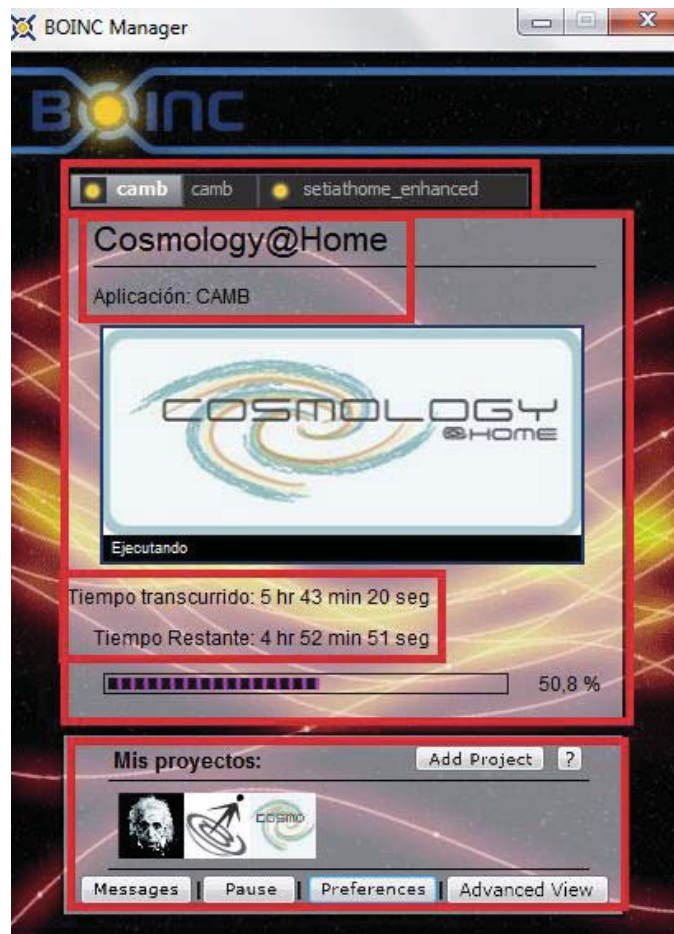 BOINC Manager
BOINC
camb camb setiathome_enhanced
Cosmology@Home
Aplicación: CAMB
COSMOLOGY
@HOME
Ejecutando
Tiempo transcurrido: 5 hr 43 min 20 seg
Tiempo Restante: 4 hr 52 min 51 seg
50,8 %
Mis proyectos: Add Project ?
COSMO
Messages Pause Preferences Advanced View